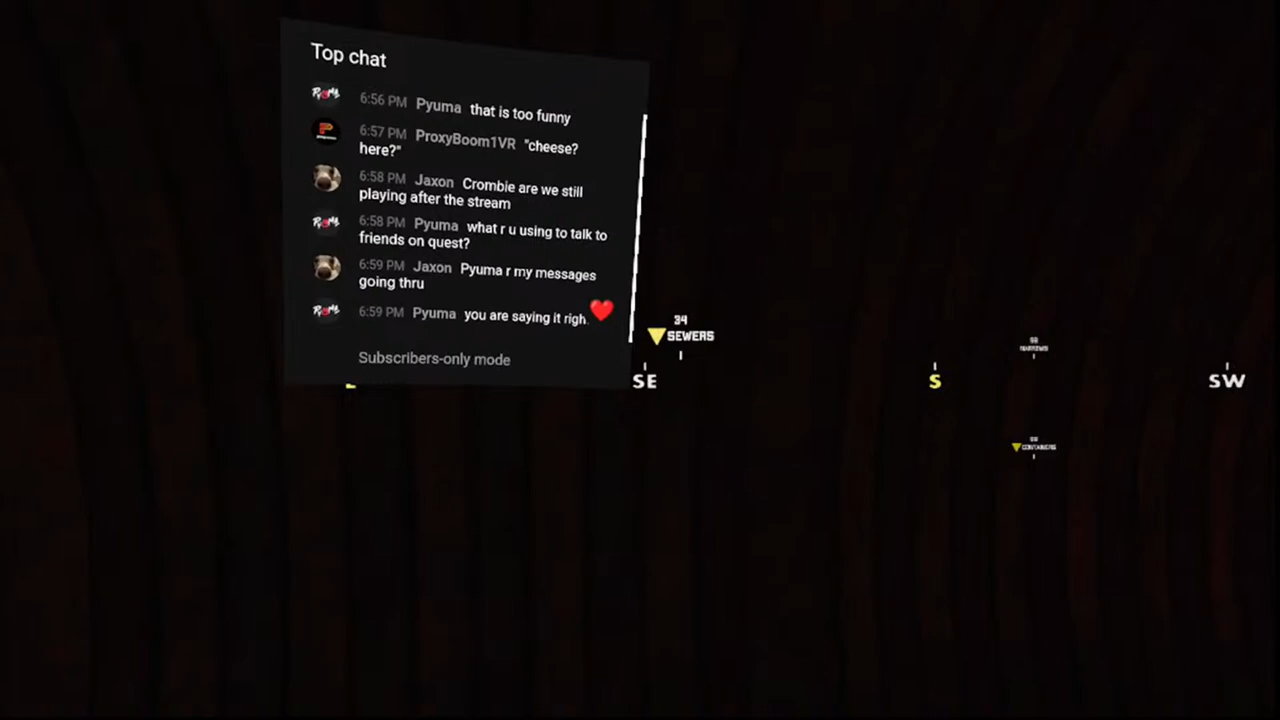 Top chat
6:56 PM Pyuma that is too funny
6:57 PM ProxyBoom1VR "cheese?
here?"
6:58 PM Jaxon Crombie are we still
playing after the stream
6:58 PM Pyuma what r u using to talk to
friends on quest?
6:59 PM Jaxon Pyuma r my messages
going thru
6:59 PM Pyuma you are saying it righ
Subscribers-only mode
34
SEWERS
SE
S
SW
NARROWS
CONTAINERS